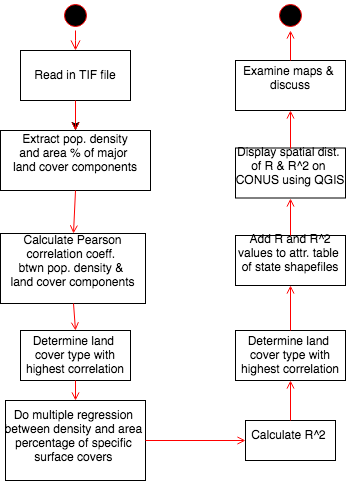 Read in TIF file
Extract pop. density
and area % of major
land cover components
Calculate Pearson
correlation coeff.
btwn pop. density &
land cover components
Determine land
cover type with
highest correlation
Do multiple regression
between density and area
percentage of specific
surface covers
Calculate R^2
Determine land
cover type with
highest correlation
Add R and R^2
values to attr. table
of state shapefiles
Display spatial dist.
of R & R^2 on
CONUS using QGIS
Examine maps &
discuss